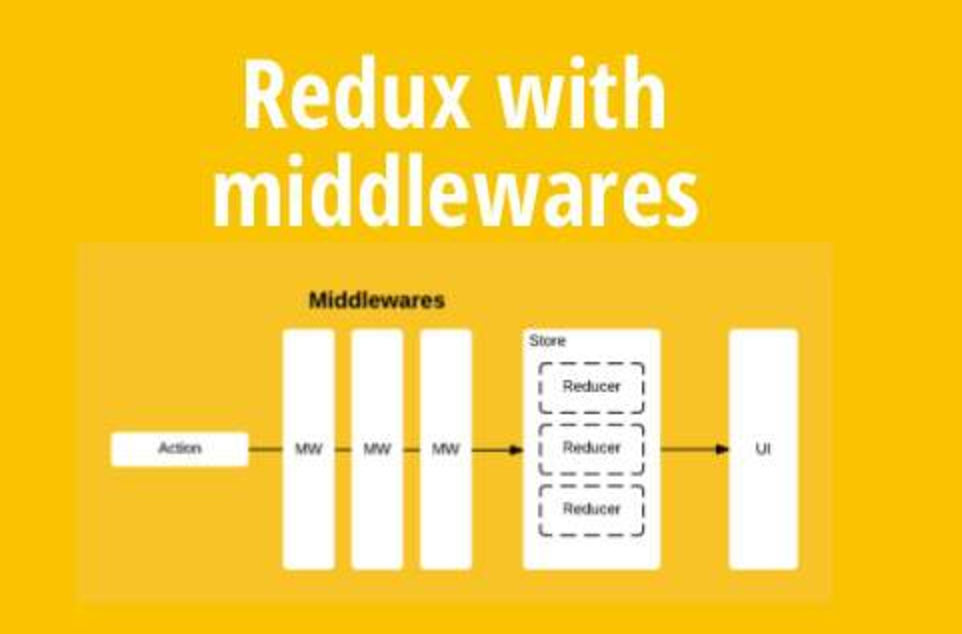 Redux with
middlewares
Middlewares
Store
Reducer
Action
MW
MW
MW
Reducer
UI
Reducer